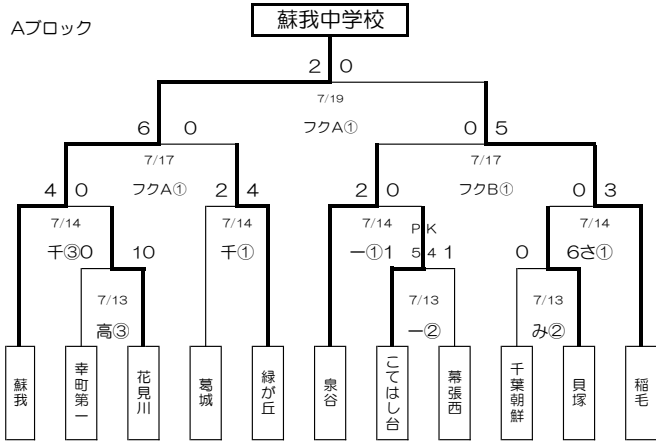 蘇我中学校
Aブロック
2 0
7/19
フクA①
6 0
0 5
7/17
7/17
フクA①
フクB①
4 0
2 4
2 0
0 3
7/14
7/14
7/14
7/14
PK
千③0 10
千①
一①1 5 4 1
0 6さ①
7/13
7/13
7/13
高③
一②
み②
蘇我
幸町第一
花見川
葛城
緑が丘
泉谷
こてはし台
幕張西
千葉朝鮮
貝塚
稲毛